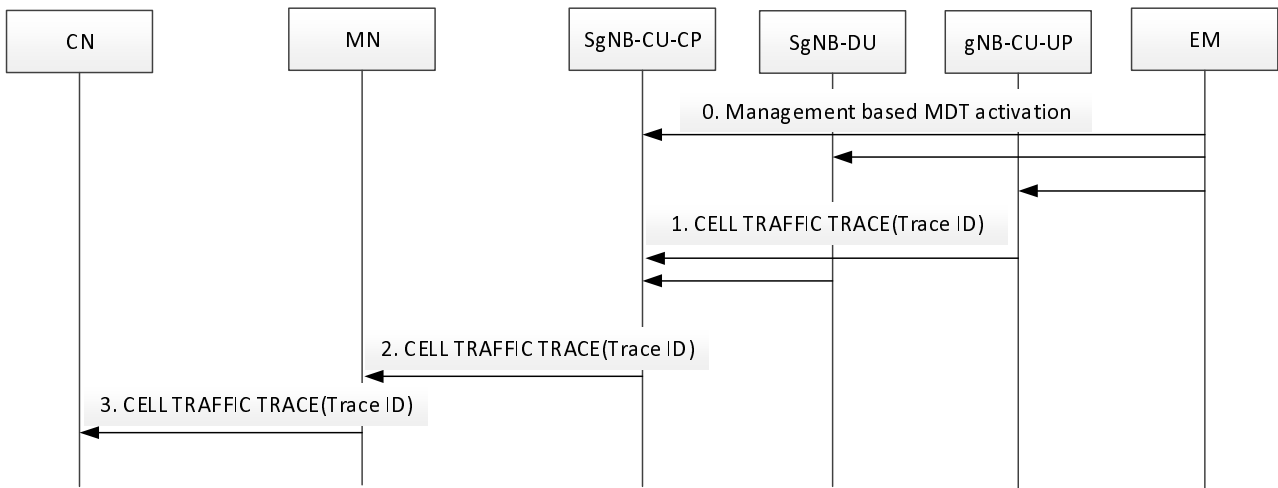 CN
MN
SgNB-CU-CP
SgNB-DU
gNB-CU-UP
EM
0. Management based MDT activation
1. CELL TRAFFIC TRACE(Trace ID)
2. CELL TRAFFIC TRACE(Trace ID)
3. CELL TRAFFIC TRACE(Trace ID)